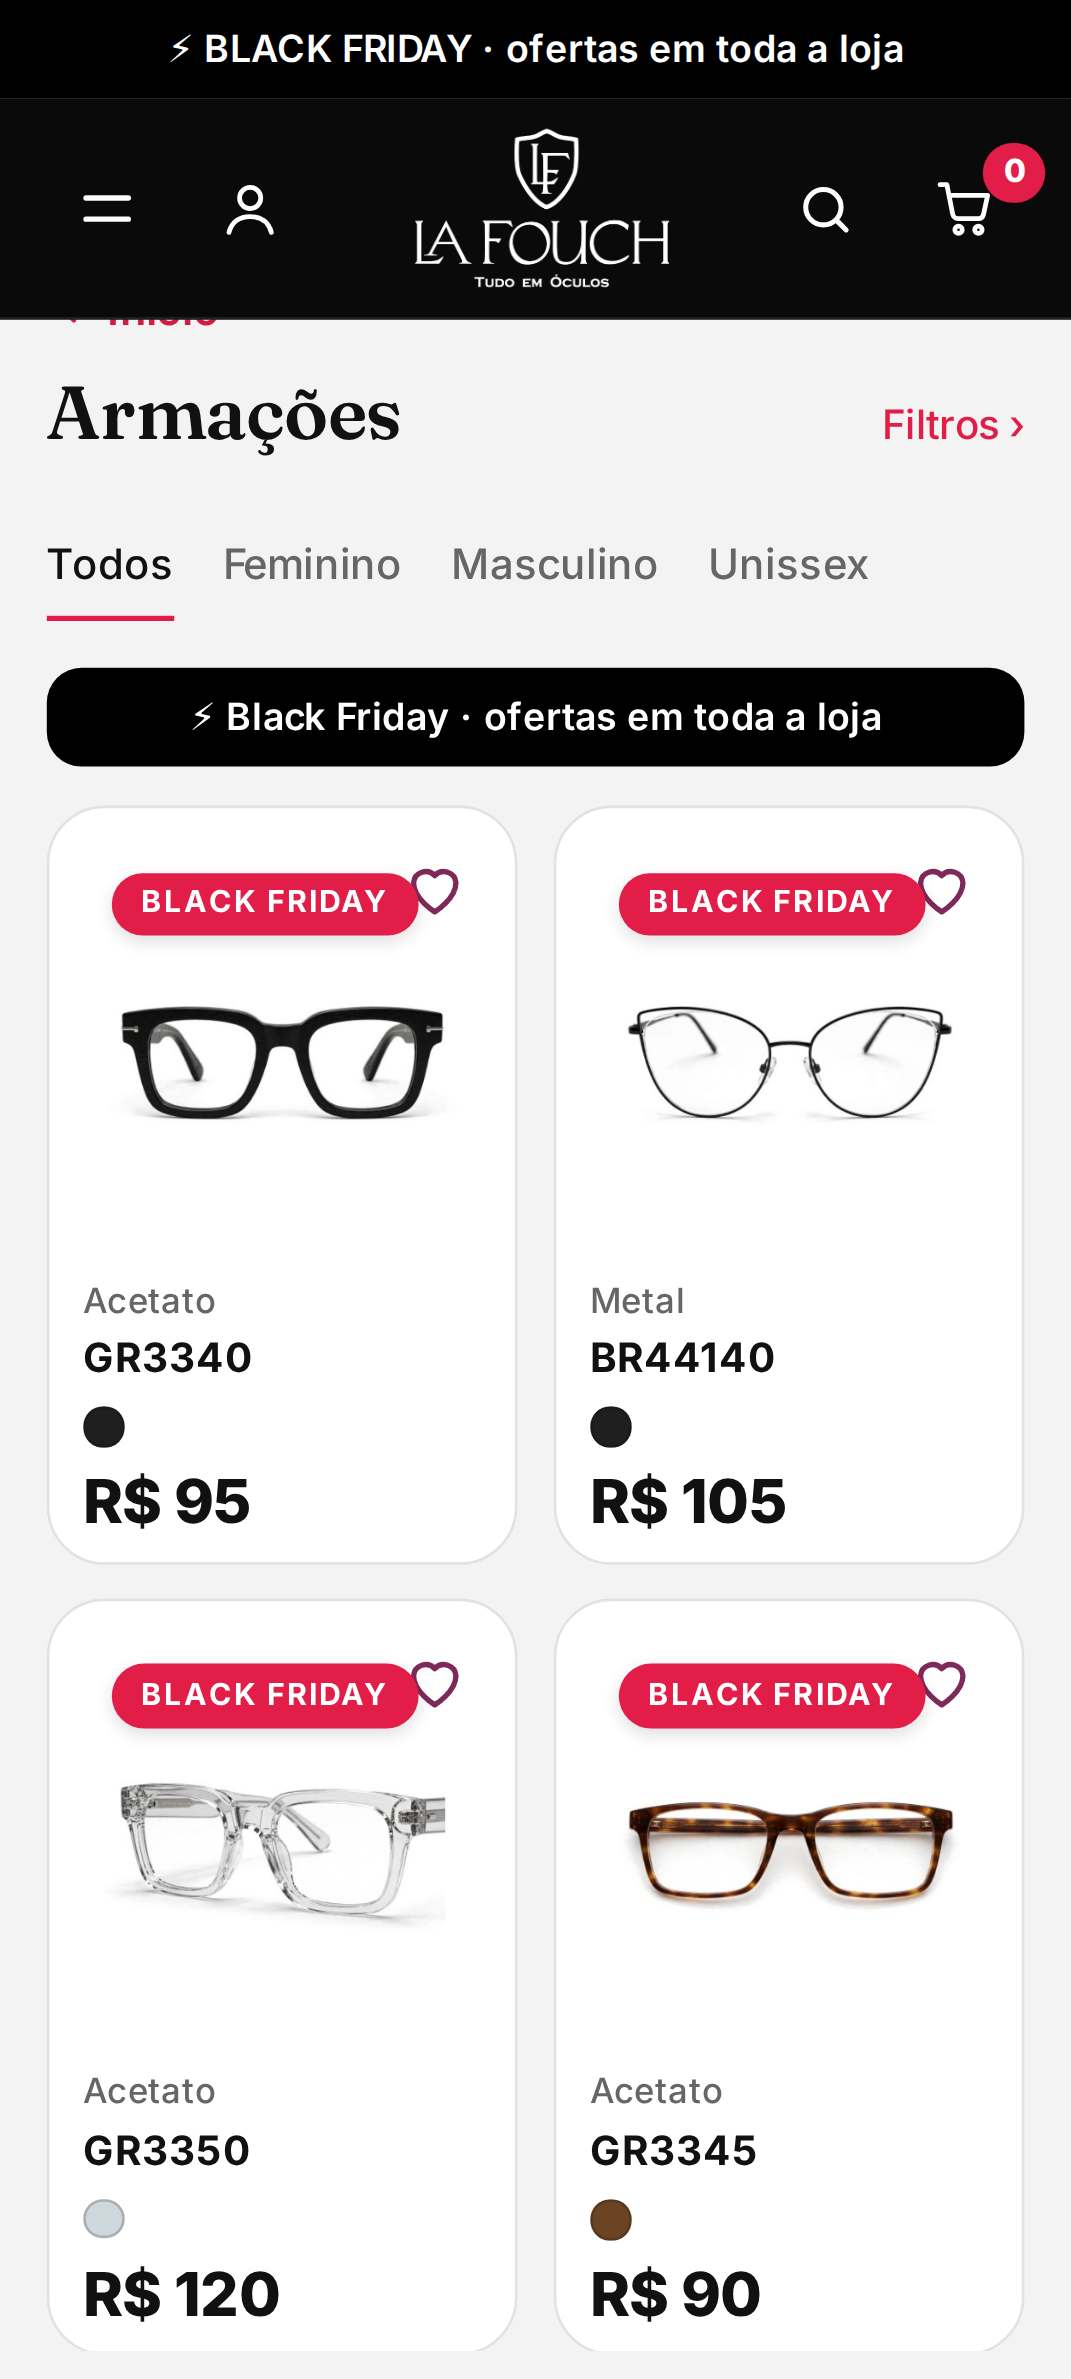 ⚡ BLACK FRIDAY · ofertas em toda a loja
LF
0
LA FOUCH
TUDO EM ÓCULOS
Início
Armações
Filtros ›
Todos Feminino Masculino Unissex
⚡ Black Friday · ofertas em toda a loja
BLACK FRIDAY BLACK FRIDAY
Acetato Metal
GR3340 BR44140
R$ 95 R$ 105
BLACK FRIDAY BLACK FRIDAY
Acetato Acetato
GR3350 GR3345
R$ 120 R$ 90